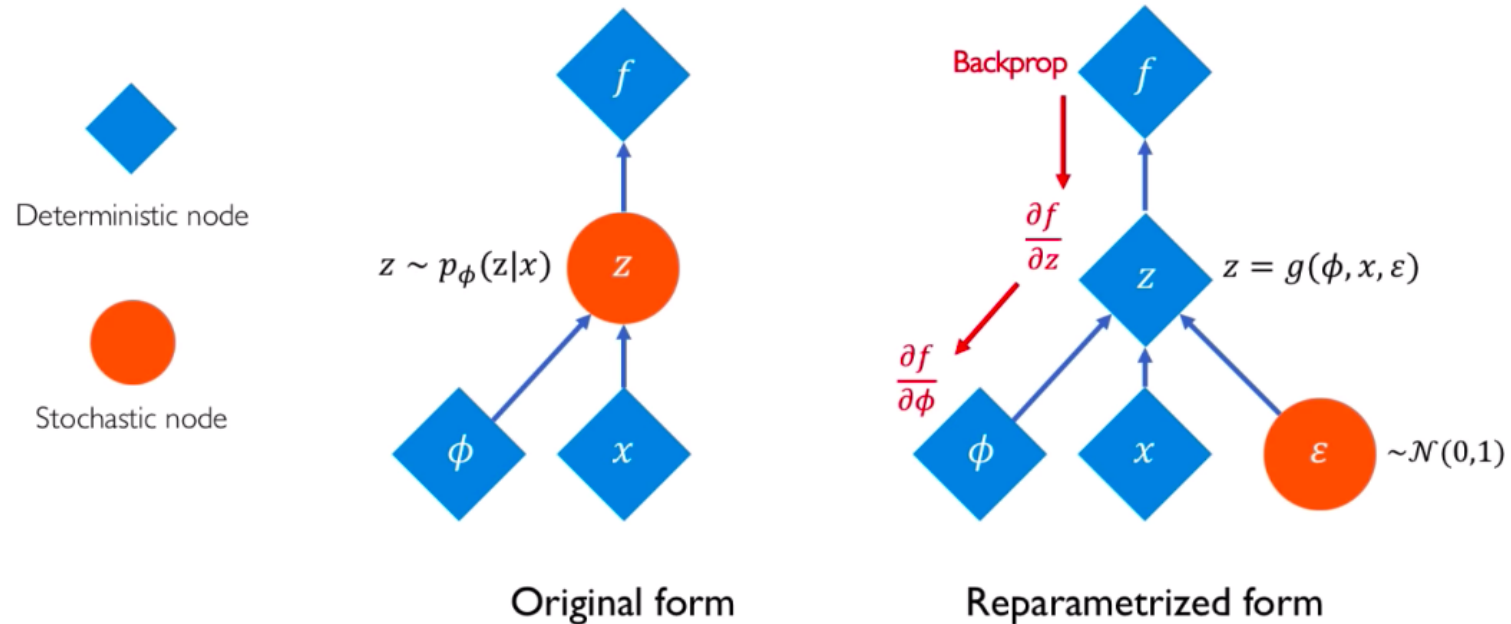 Deterministic node
Stochastic node
f
z ~ p_ϕ(z|x)
z
ϕ
x
Original form
Backprop
f
∂f
∂z
z
z = g(ϕ, x, ε)
∂f
∂ϕ
ϕ
x
ε
~𝒩(0,1)
Reparametrized form